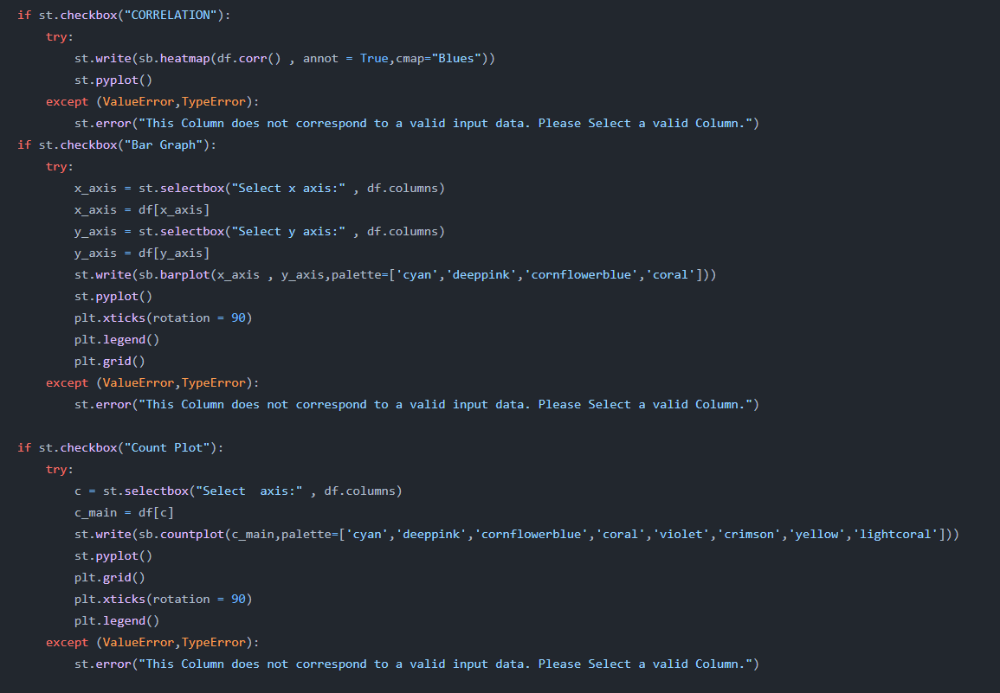 if st.checkbox("CORRELATION"):
    try:
        st.write(sb.heatmap(df.corr() , annot = True,cmap="Blues"))
        st.pyplot()
    except (ValueError,TypeError):
        st.error("This Column does not correspond to a valid input data. Please Select a valid Column.")
if st.checkbox("Bar Graph"):
    try:
        x_axis = st.selectbox("Select x axis:" , df.columns)
        x_axis = df[x_axis]
        y_axis = st.selectbox("Select y axis:" , df.columns)
        y_axis = df[y_axis]
        st.write(sb.barplot(x_axis , y_axis,palette=['cyan','deeppink','cornflowerblue','coral']))
        st.pyplot()
        plt.xticks(rotation = 90)
        plt.legend()
        plt.grid()
    except (ValueError,TypeError):
        st.error("This Column does not correspond to a valid input data. Please Select a valid Column.")

if st.checkbox("Count Plot"):
    try:
        c = st.selectbox("Select  axis:" , df.columns)
        c_main = df[c]
        st.write(sb.countplot(c_main,palette=['cyan','deeppink','cornflowerblue','coral','violet','crimson','yellow','lightcoral']))
        st.pyplot()
        plt.grid()
        plt.xticks(rotation = 90)
        plt.legend()
    except (ValueError,TypeError):
        st.error("This Column does not correspond to a valid input data. Please Select a valid Column.")